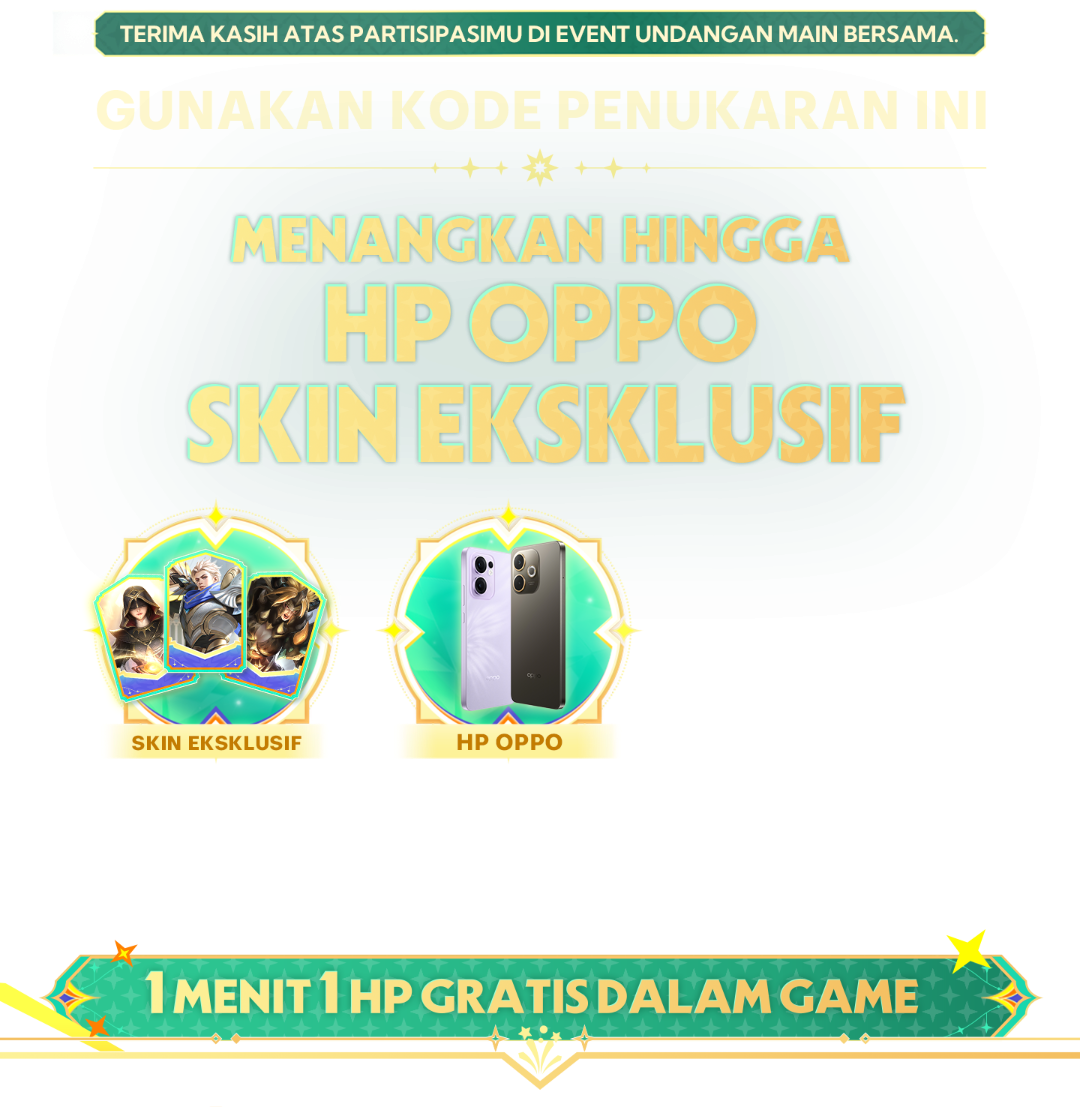 TERIMA KASIH ATAS PARTISIPASIMU DI EVENT UNDANGAN MAIN BERSAMA.
GUNAKAN KODE PENUKARAN INI
MENANGKAN HINGGA
HP OPPO
SKIN EKSKLUSIF
SKIN EKSKLUSIF
HP OPPO
1 MENIT 1 HP GRATIS DALAM GAME